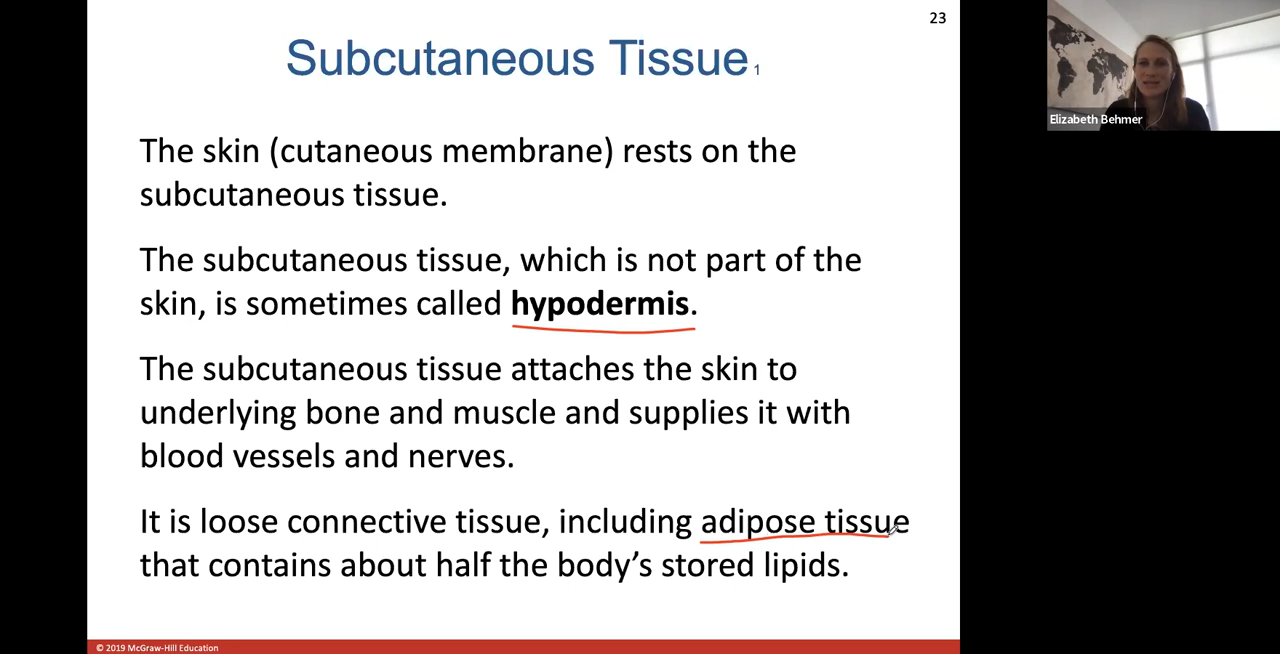 23
Subcutaneous Tissue 1
Elizabeth Behmer
The skin (cutaneous membrane) rests on the
subcutaneous tissue.
The subcutaneous tissue, which is not part of the
skin, is sometimes called hypodermis.
The subcutaneous tissue attaches the skin to
underlying bone and muscle and supplies it with
blood vessels and nerves.
It is loose connective tissue, including adipose tissue
that contains about half the body’s stored lipids.
© 2019 McGraw-Hill Education